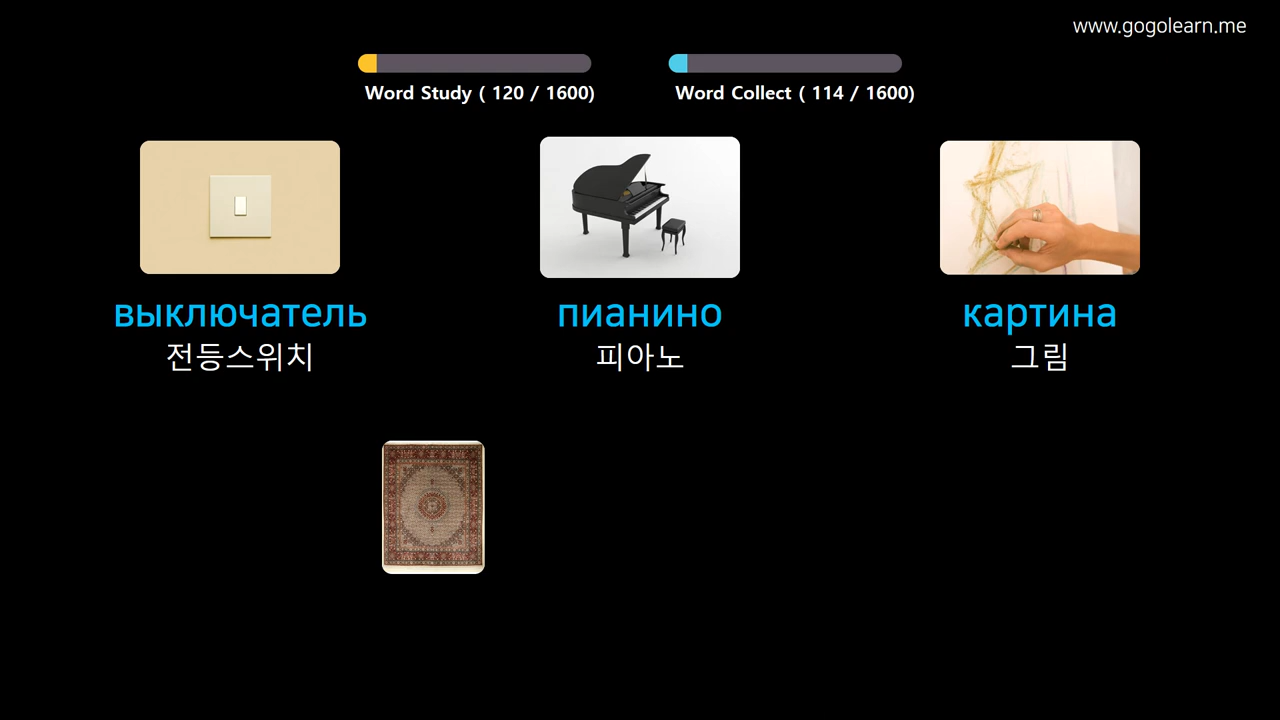 www.gogolearn.me
Word Study ( 120 / 1600)
Word Collect ( 114 / 1600)
выключатель
пианино
картина
전등스위치
피아노
그림